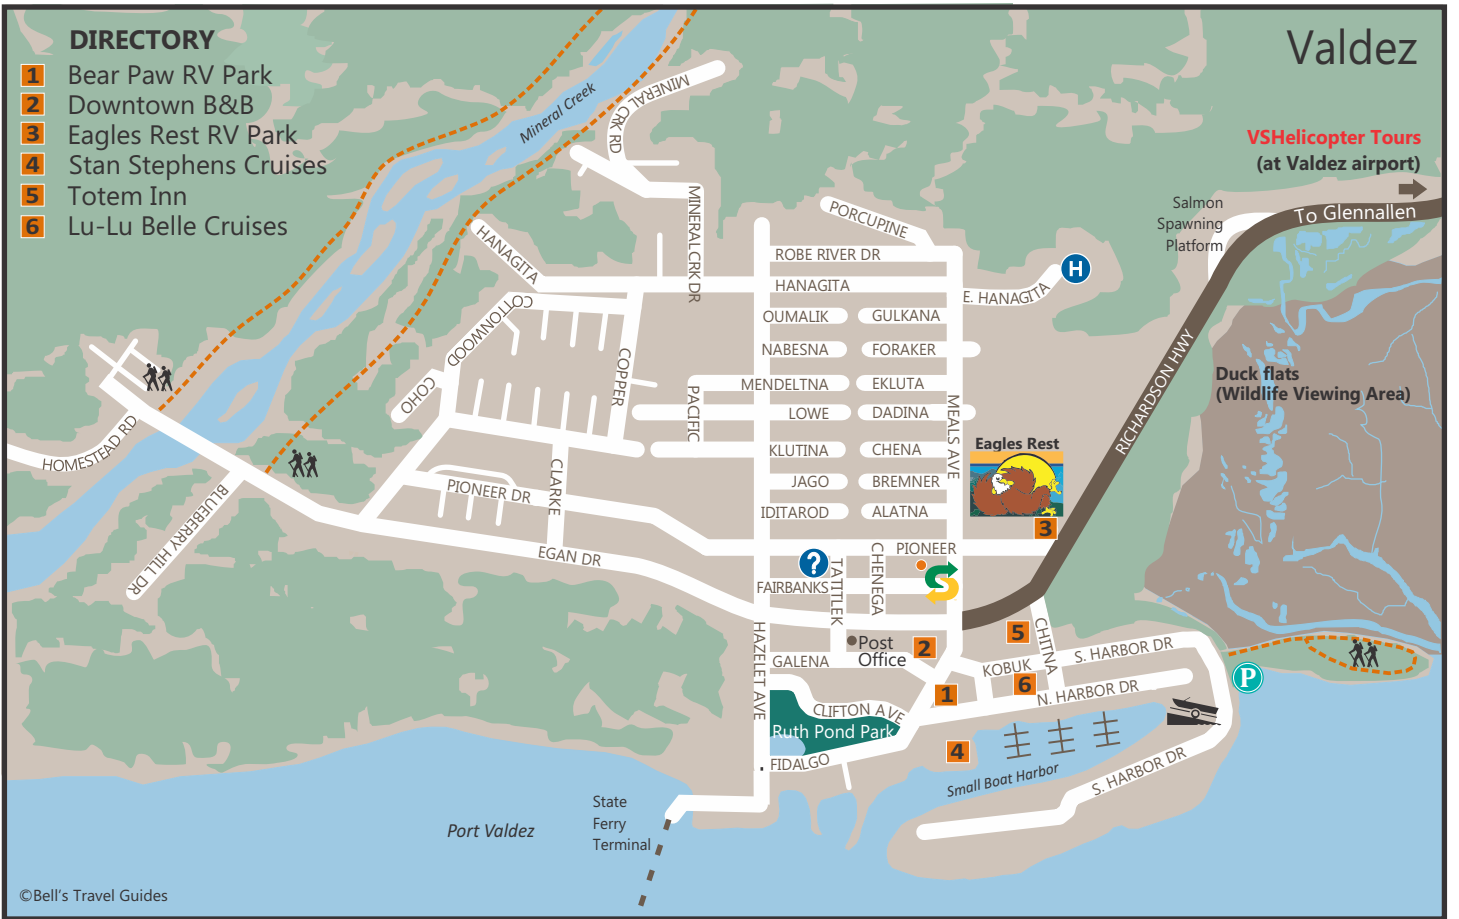 DIRECTORY
1 Bear Paw RV Park
2 Downtown B&B
3 Eagles Rest RV Park
4 Stan Stephens Cruises
5 Totem Inn
6 Lu-Lu Belle Cruises
Valdez
VSHelicopter Tours
(at Valdez airport)
Salmon
Spawning
Platform
To Glennallen
Mineral Creek
MINERAL CRK RD
MINERAL CRK DR
PORCUPINE
ROBE RIVER DR
HANAGITA
HANAGITA
E. HANAGITA
H
COTTONWOOD
OUMALIK
GULKANA
NABESNA
FORAKER
COPPER
COHO
PACIFIC
MENDELTNA
EKLUTA
MEALS AVE
LOWE
DADINA
RICHARDSON HWY
Duck flats
(Wildlife Viewing Area)
HOMESTEAD RD
KLUTINA
CHENA
Eagles Rest
3
CLARKE
PIONEER DR
JAGO
BREMNER
IDITAROD
ALATNA
BLUEBERRY HILL DR
EGAN DR
PIONEER
?
TATITLEK
CHENEGA
FAIRBANKS
HAZELET AVE
Post
Office
2
5
CHITNA
GALENA
KOBUK
S. HARBOR DR
6
1
N. HARBOR DR
P
CLIFTON AVE
Ruth Pond Park
4
FIDALGO
Small Boat Harbor
S. HARBOR DR
State
Ferry
Terminal
Port Valdez
©Bell's Travel Guides